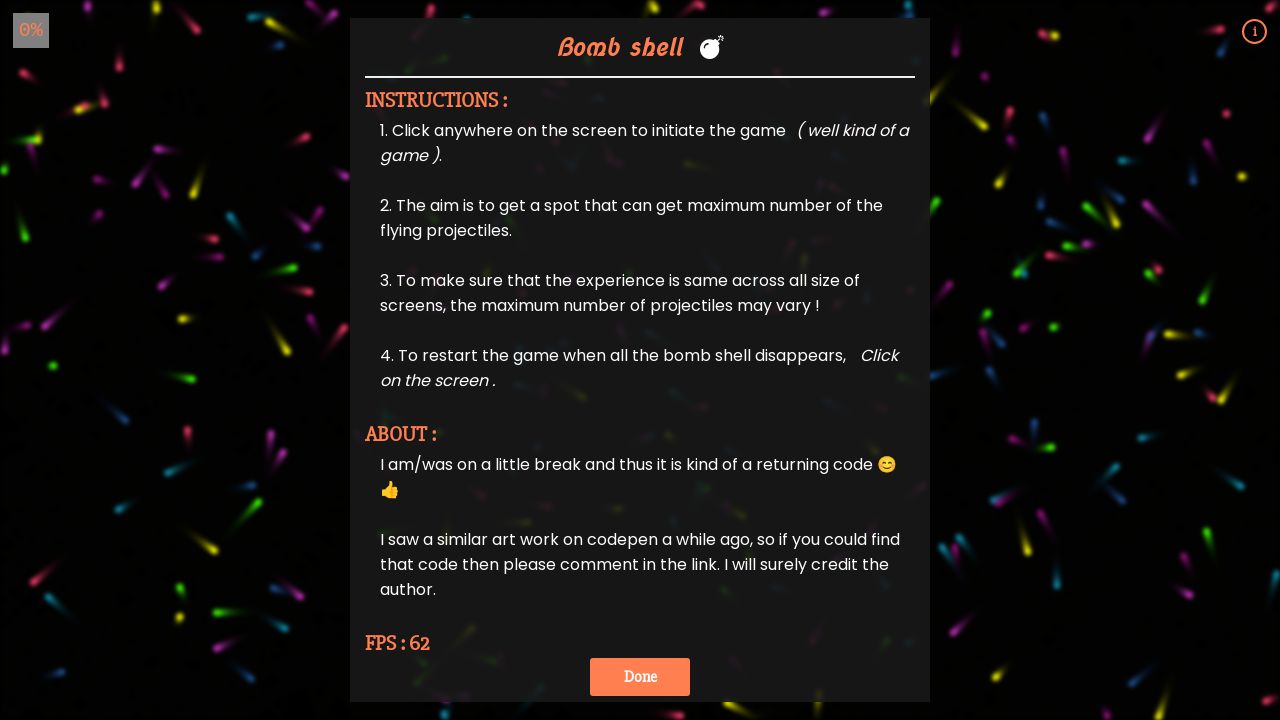 0%
Bomb shell 💣
i
INSTRUCTIONS :
1. Click anywhere on the screen to initiate the game ( well kind of a
game ).
2. The aim is to get a spot that can get maximum number of the
flying projectiles.
3. To make sure that the experience is same across all size of
screens, the maximum number of projectiles may vary !
4. To restart the game when all the bomb shell disappears, Click
on the screen .
ABOUT :
I am/was on a little break and thus it is kind of a returning code 😊
👍
I saw a similar art work on codepen a while ago, so if you could find
that code then please comment in the link. I will surely credit the
author.
FPS : 62
Done